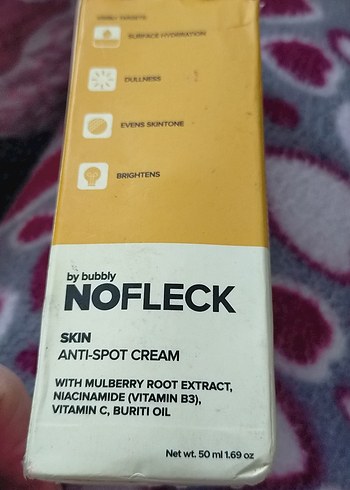 SURFACE HYDRATION
DULLNESS
EVENS SKINTONE
BRIGHTENS
by bubbly
NOFLECK
SKIN
ANTI-SPOT CREAM
WITH MULBERRY ROOT EXTRACT,
NIACINAMIDE (VITAMIN B3),
VITAMIN C, BURITI OIL
Net wt. 50 ml 1.69 oz